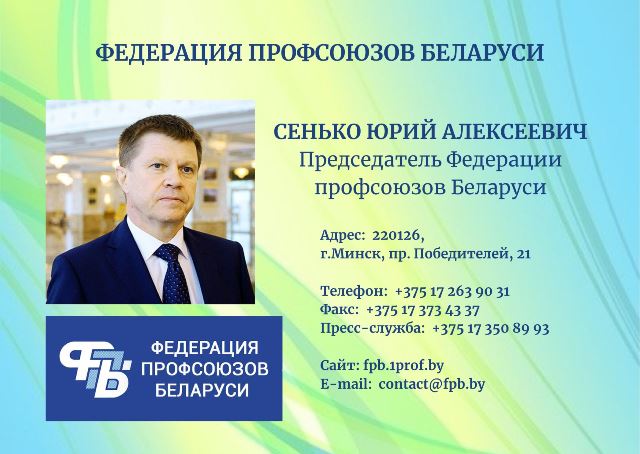 ФЕДЕРАЦИЯ ПРОФСОЮЗОВ БЕЛАРУСИ
СЕНЬКО ЮРИЙ АЛЕКСЕЕВИЧ
Председатель Федерации
профсоюзов Беларуси
Адрес: 220126,
г.Минск, пр. Победителей, 21
Телефон: +375 17 263 90 31
Факс: +375 17 373 43 37
Пресс-служба: +375 17 350 89 93
Сайт: fpb.1prof.by
E-mail: contact@fpb.by
ФПБ
ФЕДЕРАЦИЯ
ПРОФСОЮЗОВ
БЕЛАРУСИ